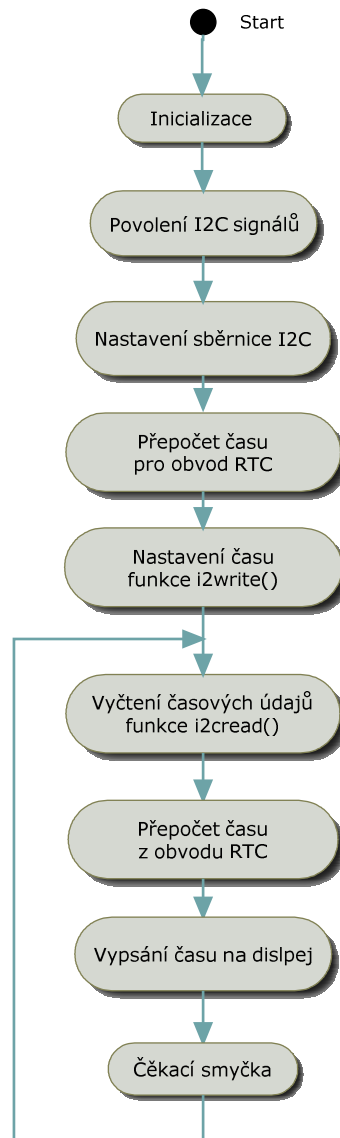 Start
Inicializace
Povolení I2C signálů
Nastavení sběrnice I2C
Přepočet času
pro obvod RTC
Nastavení času
funkce i2write()
Vyčtení časových údajů
funkce i2cread()
Přepočet času
z obvodu RTC
Vypsání času na dislpej
Čěkací smyčka